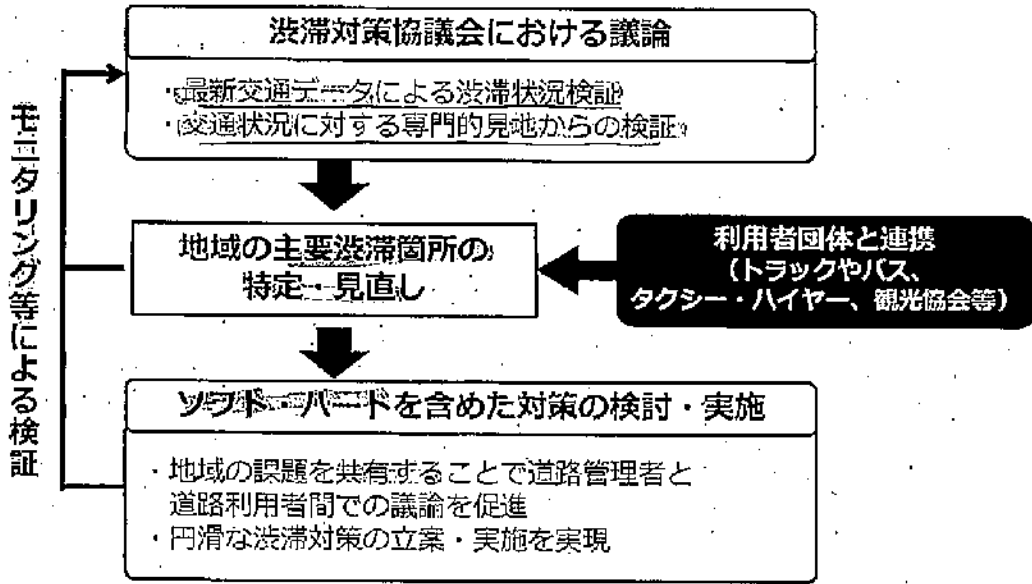 渋滞対策協議会における議論
・最新交通データによる渋滞状況検証
・交通状況に対する専門的見地からの検証
モニタリング等による検証
地域の主要渋滞箇所の
特定・見直し
利用者団体と連携
（トラックやバス、
タクシー・ハイヤー、観光協会等）
ソフト・ハードを含めた対策の検討・実施
・地域の課題を共有することで道路管理者と
道路利用者間での議論を促進
・円滑な渋滞対策の立案・実施を実現